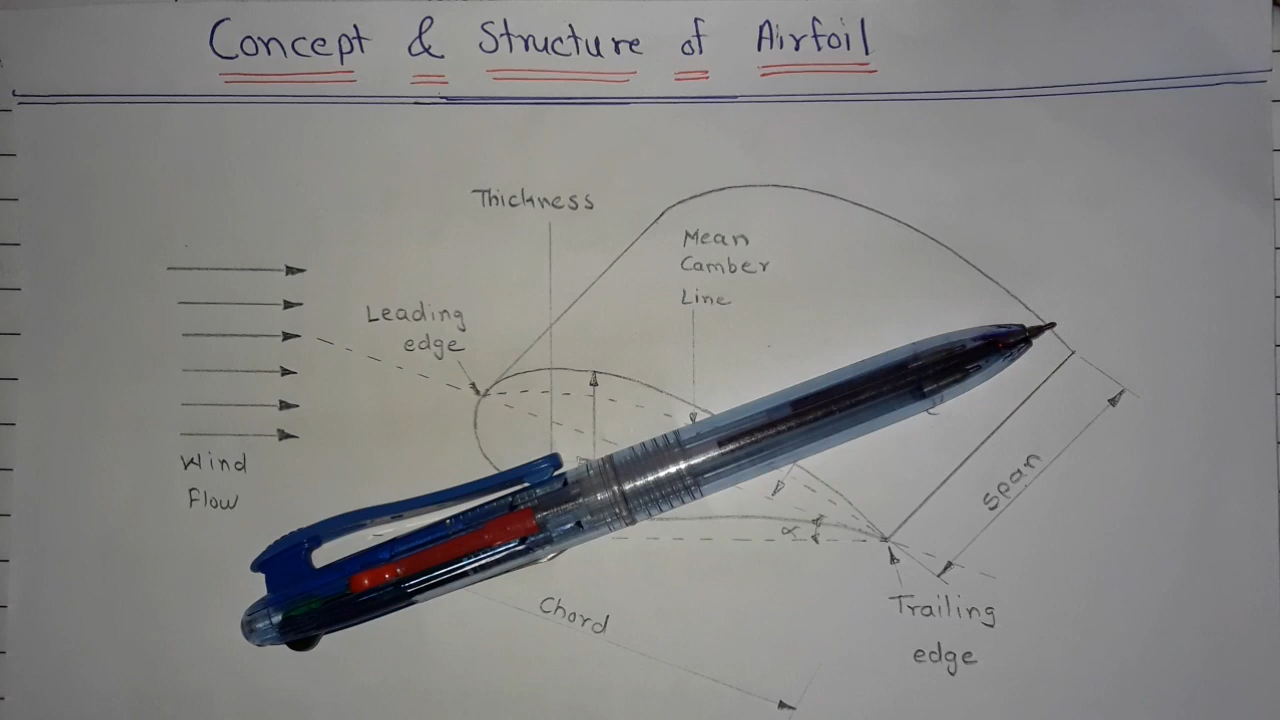 Concept & Structure of Airfoil
Thickness
Mean
Camber
Line
Leading
edge
Wind
Flow
Span
α
Chord
Trailing
edge